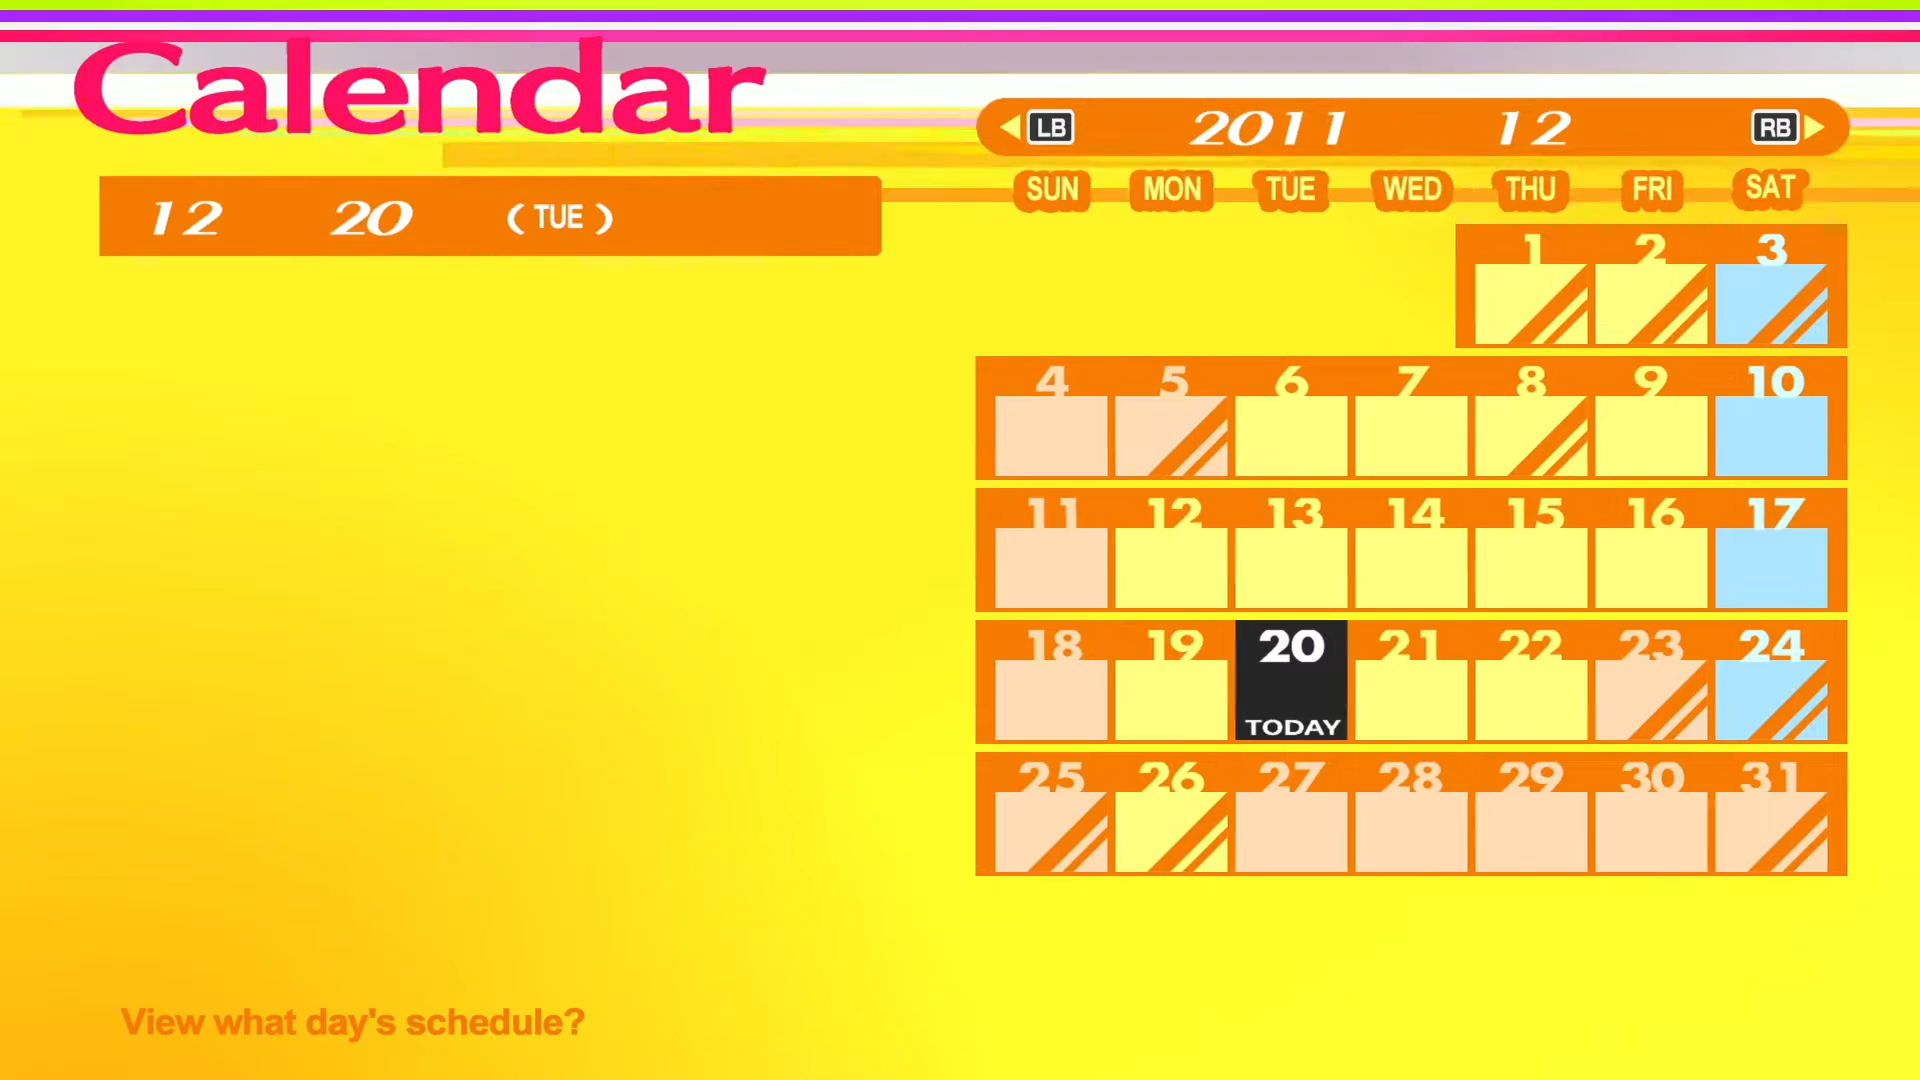 Calendar
LB 2011 12 RB
12 20 ( TUE )
SUN MON TUE WED THU FRI SAT
1 2 3
4 5 6 7 8 9 10
11 12 13 14 15 16 17
18 19 20 21 22 23 24
TODAY
25 26 27 28 29 30 31
View what day's schedule?